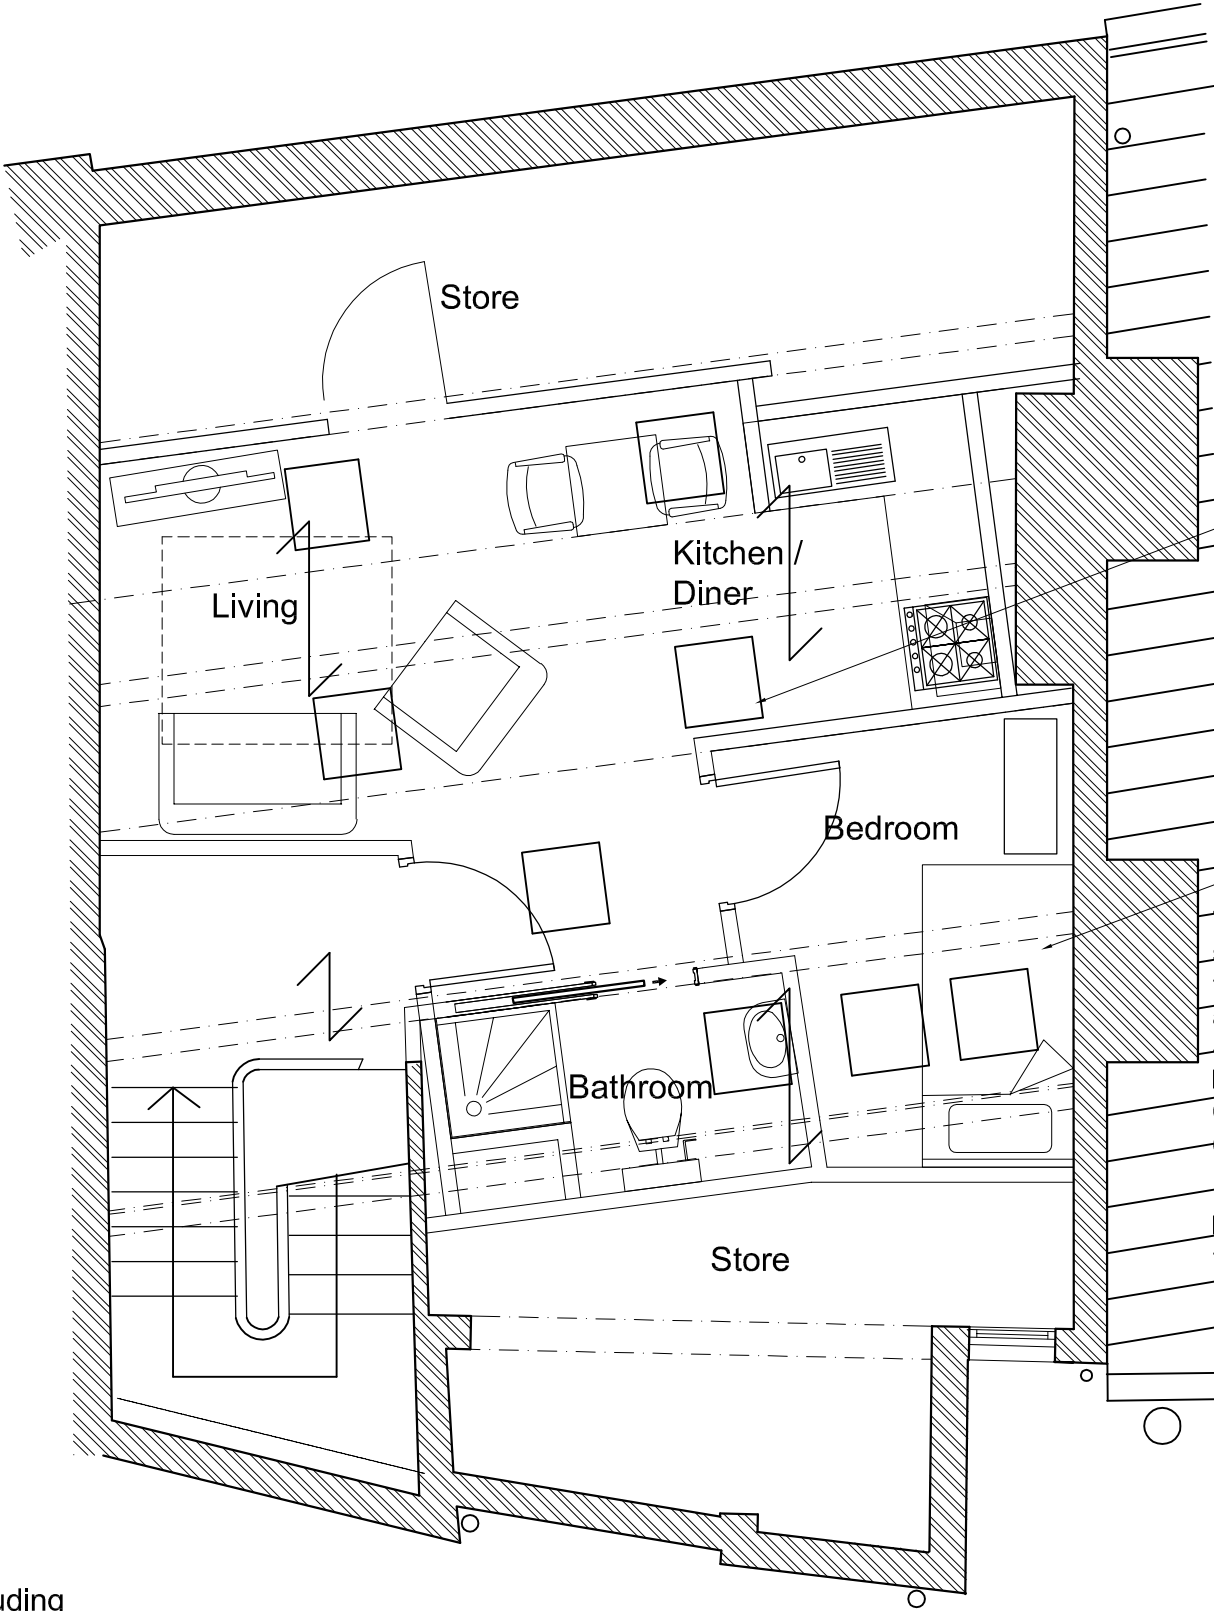 Store
Kitchen /
Diner
Living
Bedroom
Bathroom
Store
uding